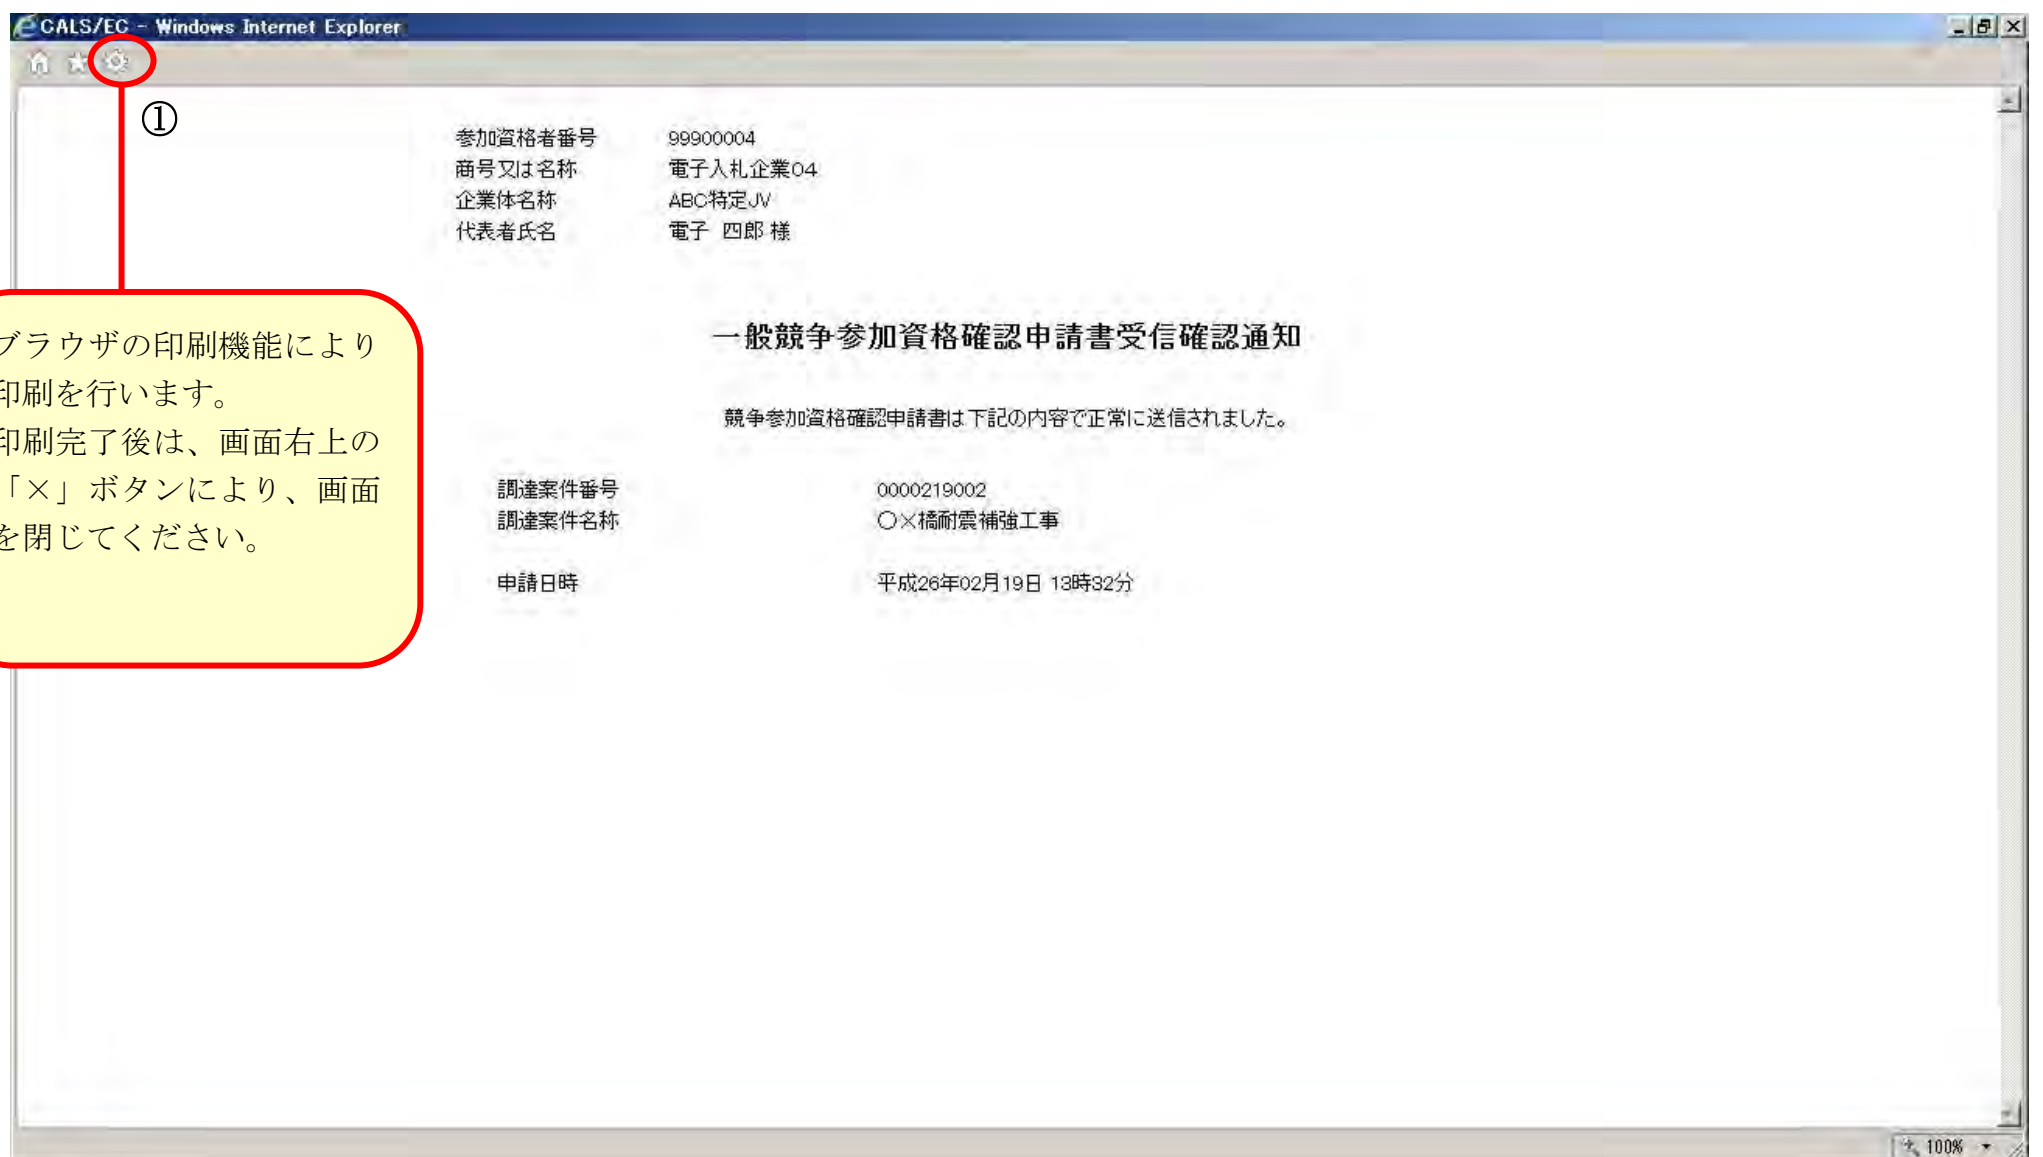 CALS/EC - Windows Internet Explorer
①
参加資格者番号 99900004
商号又は名称 電子入札企業04
企業体名称 ABC特定JV
代表者氏名 電子 四郎 様
ブラウザの印刷機能により
印刷を行います。
印刷完了後は、画面右上の
「×」ボタンにより、画面
を閉じてください。
一般競争参加資格確認申請書受信確認通知
競争参加資格確認申請書は下記の内容で正常に送信されました。
調達案件番号 0000219002
調達案件名称 ○×橋耐震補強工事
申請日時 平成26年02月19日 13時32分
100%